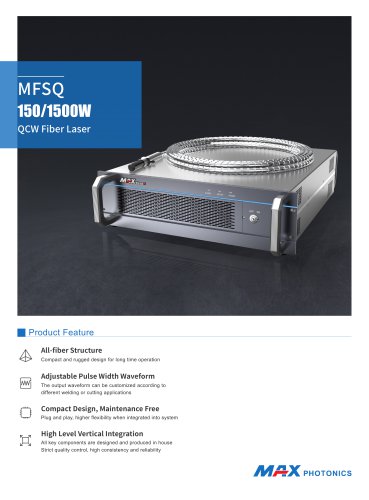 MFSQ
150/1500W
QCW Fiber Laser
MAX
Product Feature
All-fiber Structure
Compact and rugged design for long time operation
Adjustable Pulse Width Waveform
The output waveform can be customized according to
different welding or cutting applications
Compact Design, Maintenance Free
Plug and play, higher flexibility when integrated into system
High Level Vertical Integration
All key components are designed and produced in house
Strict quality control, high consistency and reliability
MAX PHOTONICS